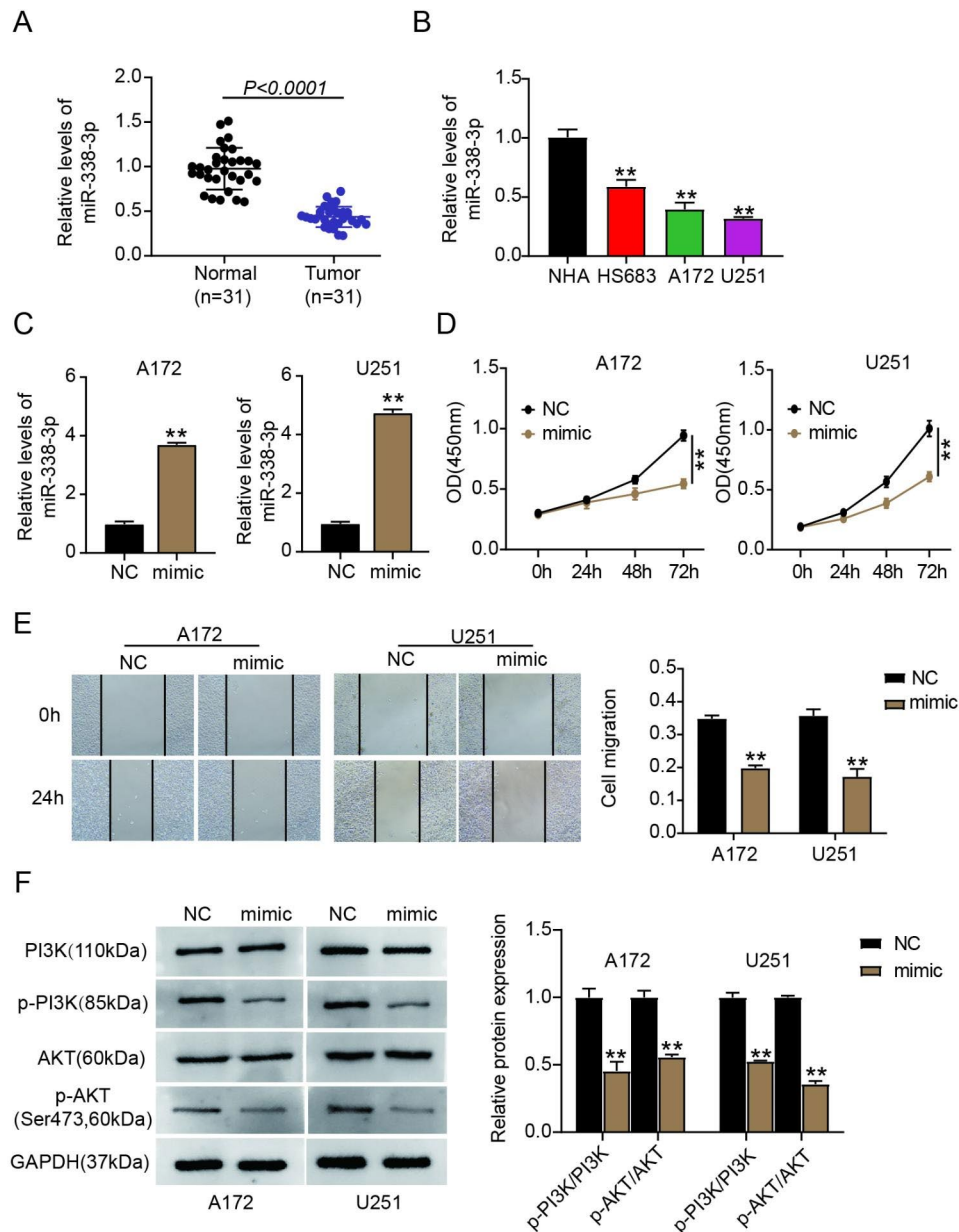 A
Relative levels of
miR-338-3p
2.0
1.5
1.0
0.5
0.0
P<0.0001
Normal
(n=31)
Tumor
(n=31)
B
Relative levels of
miR-338-3p
1.5
1.0
0.5
0.0
**
**
**
NHA HS683 A172 U251
C
A172
Relative levels of
miR-338-3p
6
4
2
0
**
NC mimic
U251
Relative levels of
miR-338-3p
6
4
2
0
**
NC mimic
D
A172
OD(450nm)
1.5
1.0
0.5
0.0
NC
mimic
**
0h 24h 48h 72h
U251
OD(450nm)
1.5
1.0
0.5
0.0
NC
mimic
**
0h 24h 48h 72h
E
A172
NC mimic
U251
NC mimic
0h
24h
Cell migration
0.5
0.4
0.3
0.2
0.1
0.0
NC
mimic
**
**
A172 U251
F
NC mimic NC mimic
PI3K(110kDa)
p-PI3K(85kDa)
AKT(60kDa)
p-AKT
(Ser473,60kDa)
GAPDH(37kDa)
A172 U251
Relative protein expression
1.5
1.0
0.5
0.0
A172 U251
NC
mimic
**
**
**
**
p-PI3K/PI3K
p-AKT/AKT
p-PI3K/PI3K
p-AKT/AKT